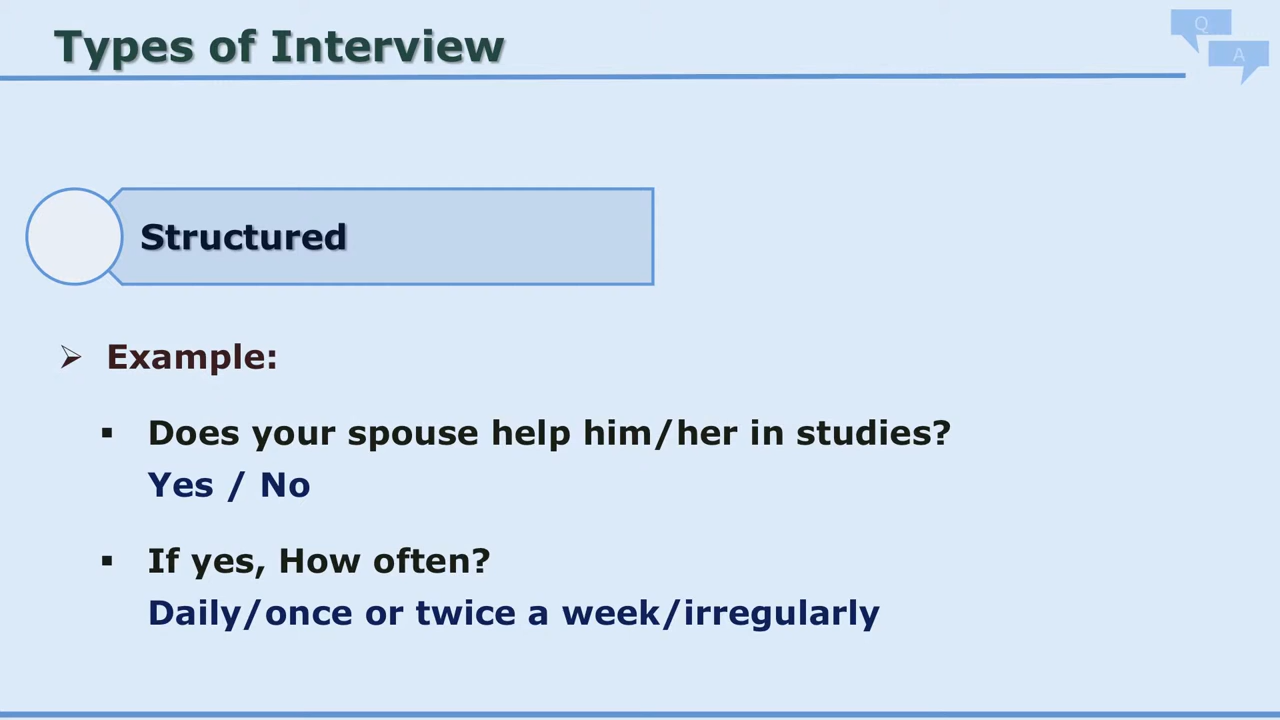 Types of Interview
Q
A
Structured
Example:
Does your spouse help him/her in studies?
Yes / No
If yes, How often?
Daily/once or twice a week/irregularly